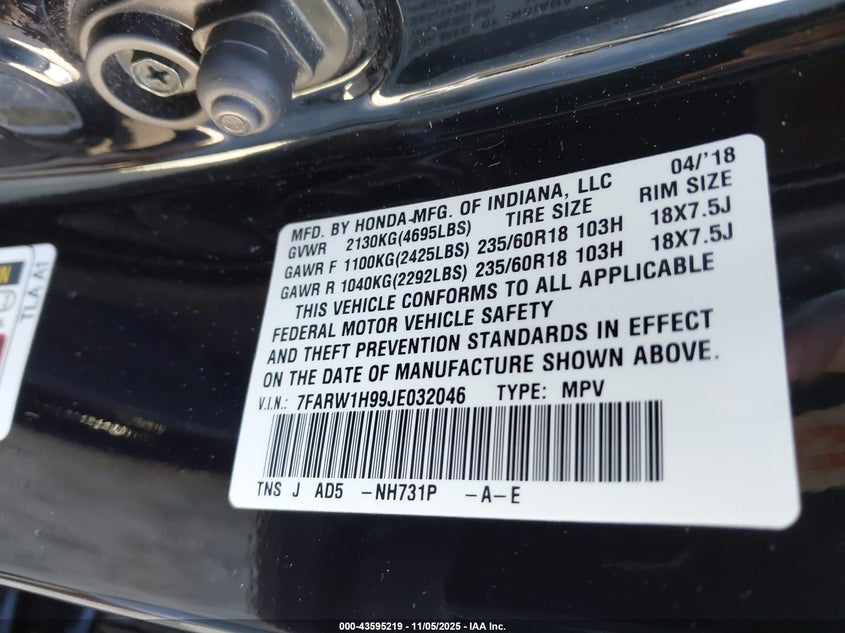 04/'18
MFD. BY HONDA MFG. OF INDIANA, LLC
GVWR 2130KG(4695LBS) TIRE SIZE RIM SIZE
GAWR F 1100KG(2425LBS) 235/60R18 103H 18X7.5J
GAWR R 1040KG(2292LBS) 235/60R18 103H 18X7.5J
THIS VEHICLE CONFORMS TO ALL APPLICABLE
FEDERAL MOTOR VEHICLE SAFETY
AND THEFT PREVENTION STANDARDS IN EFFECT
ON THE DATE OF MANUFACTURE SHOWN ABOVE.
V.I.N.: 7FARW1H99JE032046 TYPE: MPV
TNS J AD5 -NH731P -A-E
TLA A1
000-43595219 - 11/05/2025 - IAA Inc.